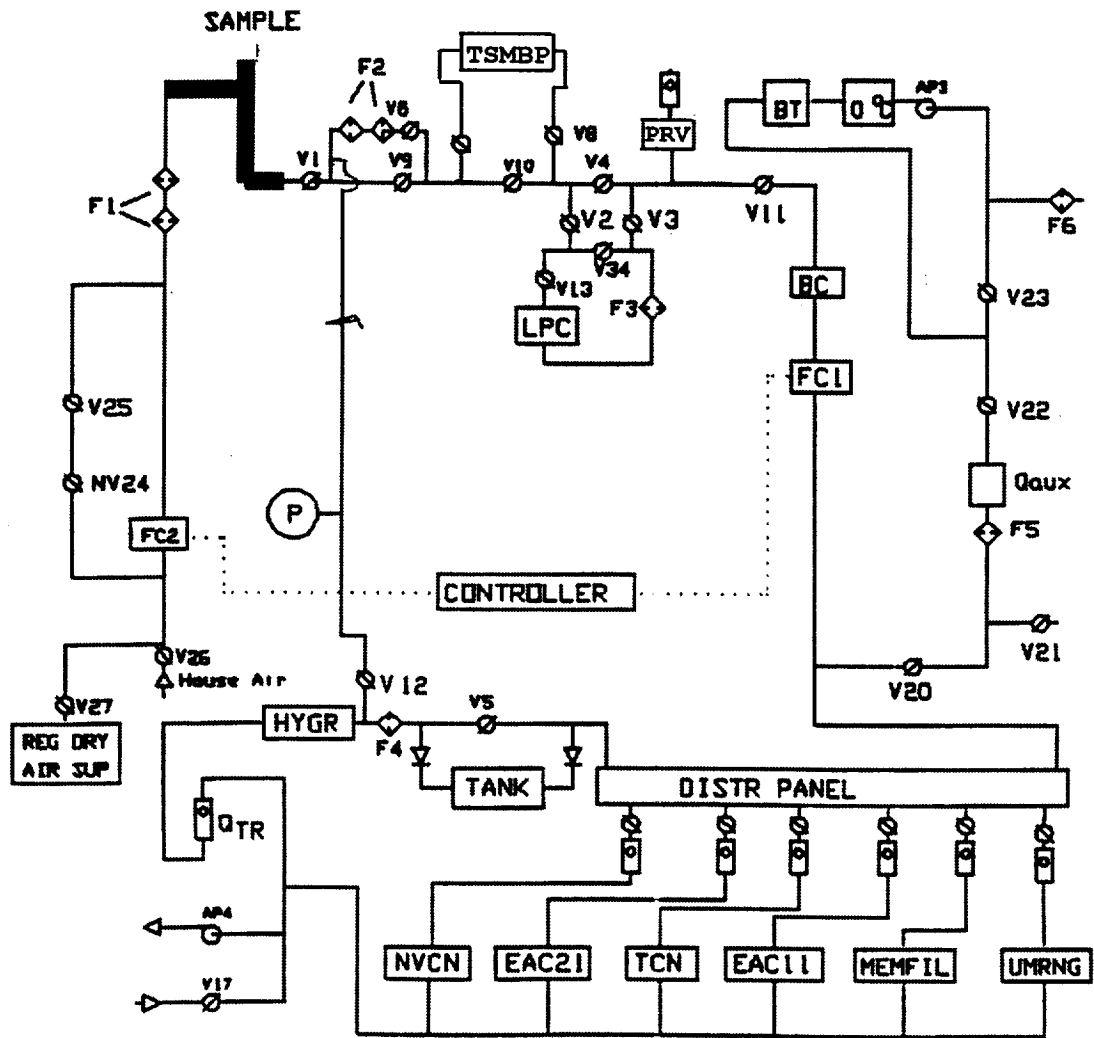 SAMPLE
TSMBP
F2
V6
V8
PRV
BT
0°C
AP3
V1
V9
V10
V4
V11
F1
V2
V3
V34
V13
LPC
F3
BC
FC1
F6
V23
V22
Qaux
F5
V25
NV24
FC2
P
CONTROLLER
V21
V20
V26
House Air
V27
REG DRY
AIR SUP
V12
HYGR
F4
V5
TANK
DISTR PANEL
QTR
AP4
V17
NVCN
EAC21
TCN
EAC11
MEMFIL
UMRNG